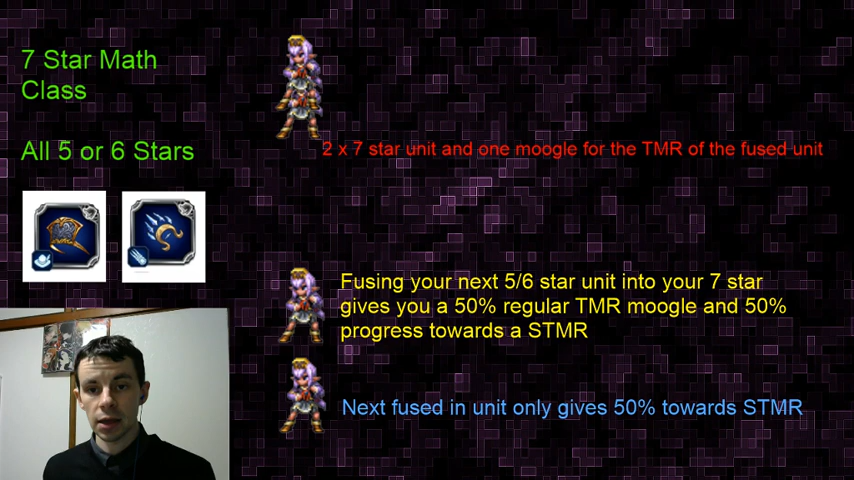 7 Star Math
Class
All 5 or 6 Stars
2 x 7 star unit and one moogle for the TMR of the fused unit
Fusing your next 5/6 star unit into your 7 star
gives you a 50% regular TMR moogle and 50%
progress towards a STMR
Next fused in unit only gives 50% towards STMR